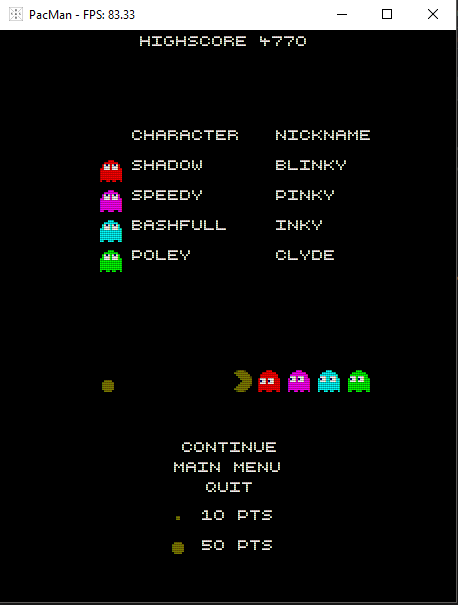 PacMan - FPS: 83.33
HIGHSCORE 4770
CHARACTER NICKNAME
SHADOW BLINKY
SPEEDY PINKY
BASHFULL INKY
POLEY CLYDE
CONTINUE
MAIN MENU
QUIT
10 PTS
50 PTS